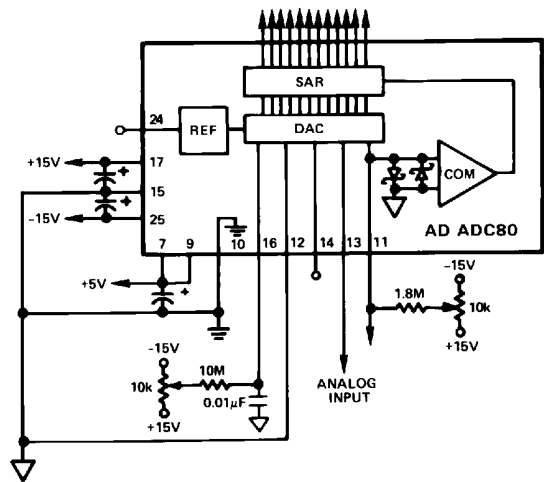 SAR
24
REF
DAC
+15V
17
15
-15V
25
COM
AD ADC80
7
9
10
16
12
14
13
11
+5V
-15V
1.8M
10k
+15V
-15V
10k
10M
0.01µF
+15V
ANALOG
INPUT